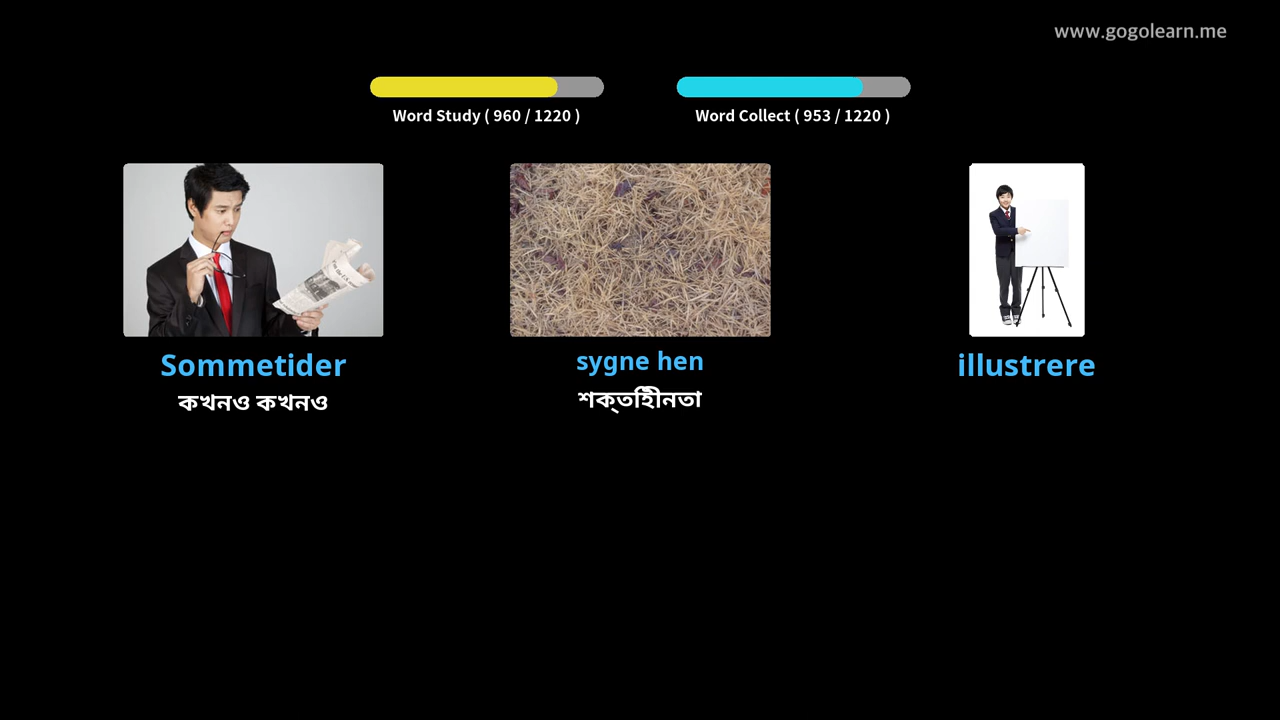 www.gogolearn.me
Word Study ( 960 / 1220 )
Word Collect ( 953 / 1220 )
Sommetider
কখনও কখনও
sygne hen
শক্তিহীনতা
illustrere